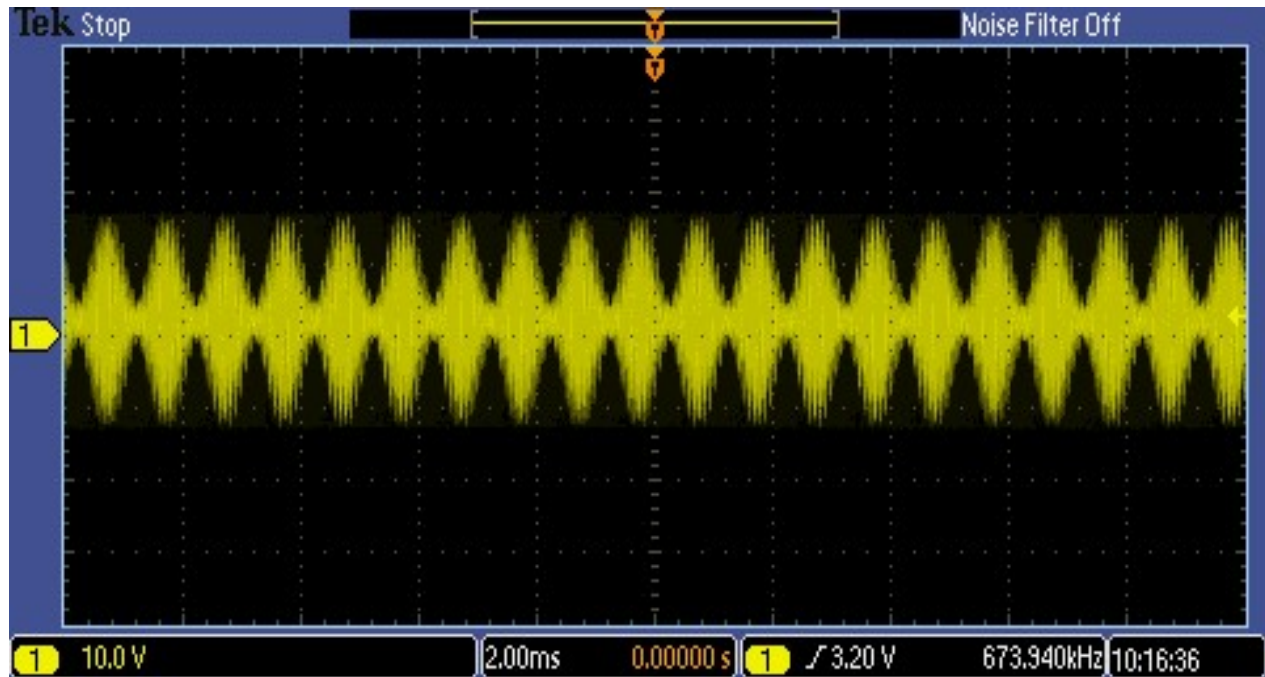 Tek Stop Noise Filter Off
T
T
1
1 10.0 V 2.00ms 0.00000 s 1 3.20 V 673.940kHz 10:16:36